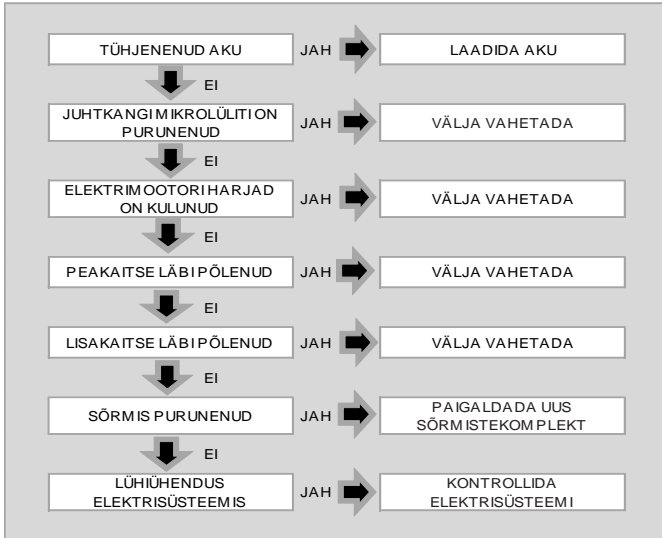 TÜHJENENUD AKU JAH LAADIDA AKU
EI
JUHTKANGI MIKROLÜLITI ON
PURUNENUD JAH VÄLJA VAHETADA
EI
ELEKTRIMOOTORI HARJAD
ON KULUNUD JAH VÄLJA VAHETADA
EI
PEAKAITSE LÄBI PÕLENUD JAH VÄLJA VAHETADA
EI
LISAKAITSE LÄBI PÕLENUD JAH VÄLJA VAHETADA
EI
SÕRMIS PURUNENUD JAH PAIGALDADA UUS
SÕRMISTEKOMPLEKT
EI
LÜHIÜHENDUS
ELEKTRISÜSTEEMIS JAH KONTROLLIDA
ELEKTRISÜSTEEMI